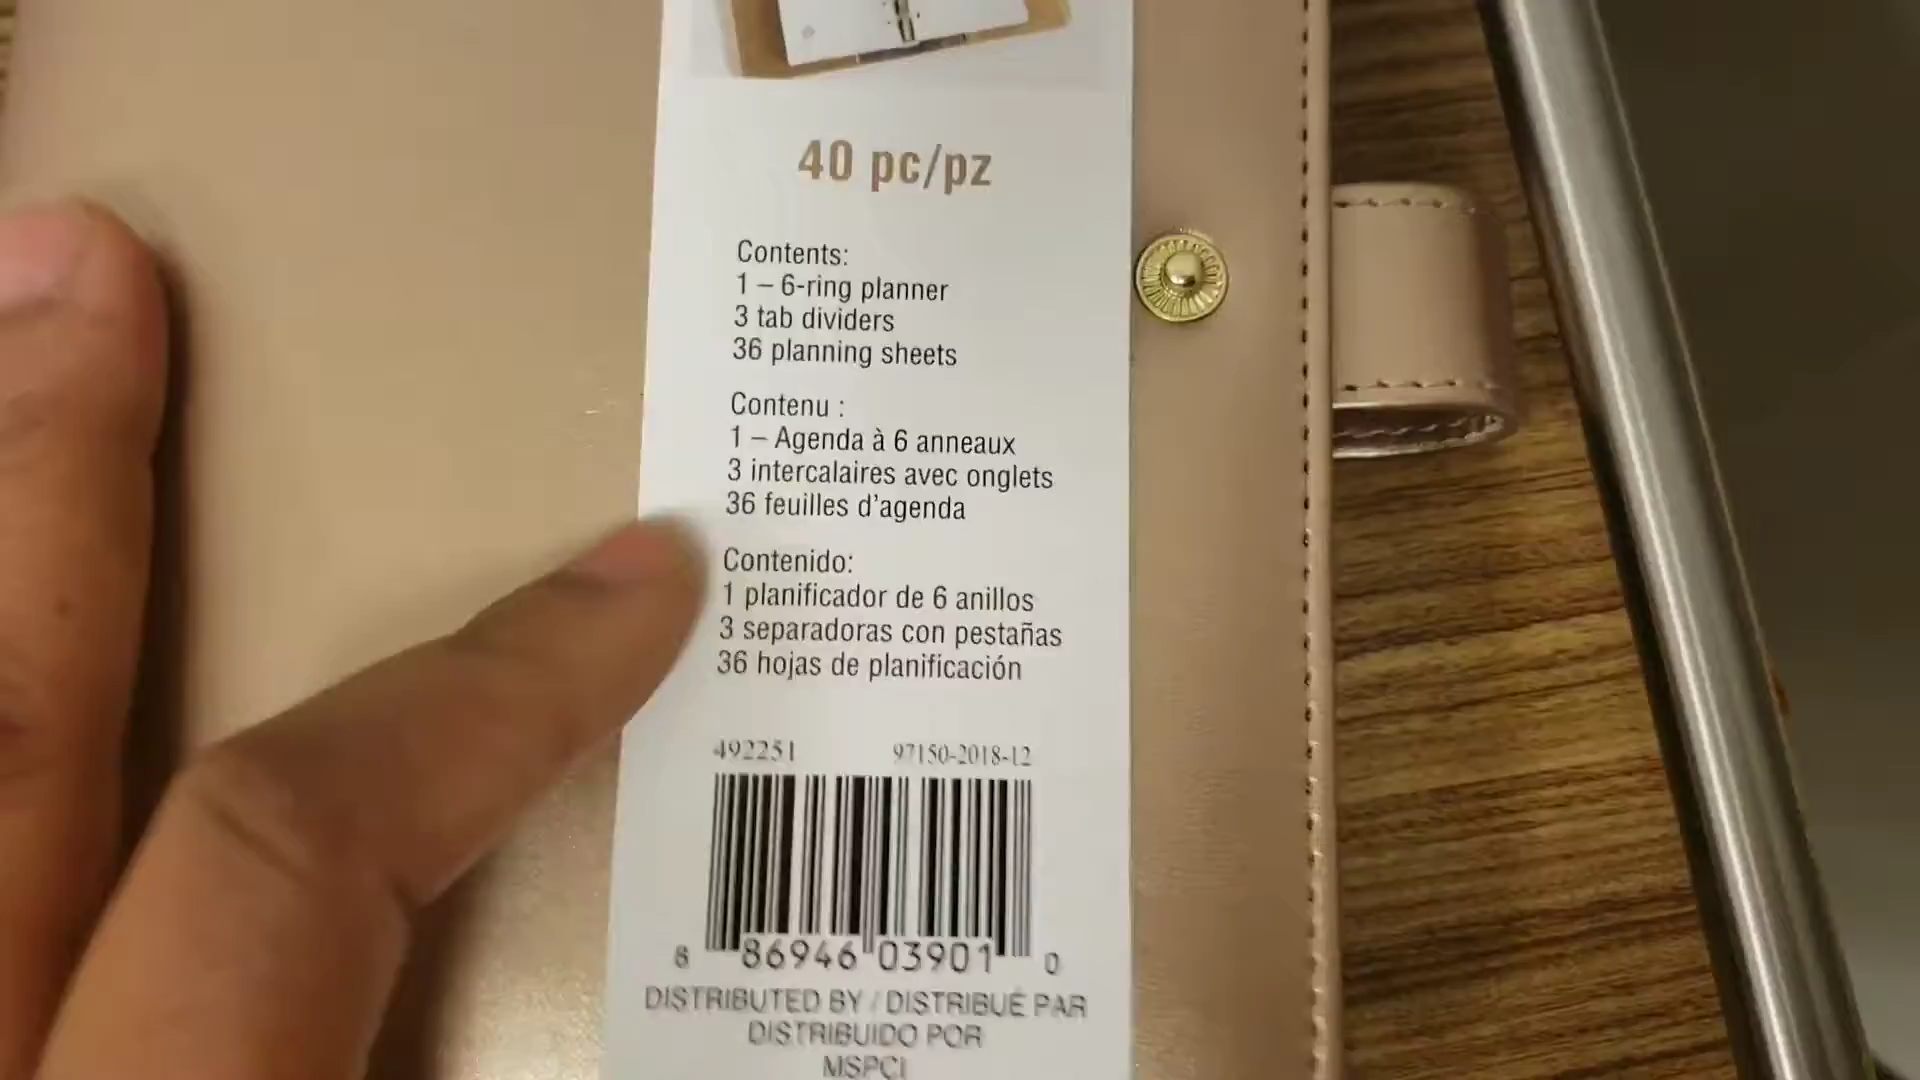 40 pc/pz
Contents:
1 – 6-ring planner
3 tab dividers
36 planning sheets
Contenu :
1 – Agenda à 6 anneaux
3 intercalaires avec onglets
36 feuilles d’agenda
Contenido:
1 planificador de 6 anillos
3 separadoras con pestañas
36 hojas de planificación
492251 97150-2018-12
8 86946 03901 0
DISTRIBUTED BY / DISTRIBUÉ PAR
DISTRIBUIDO POR
MSPCI